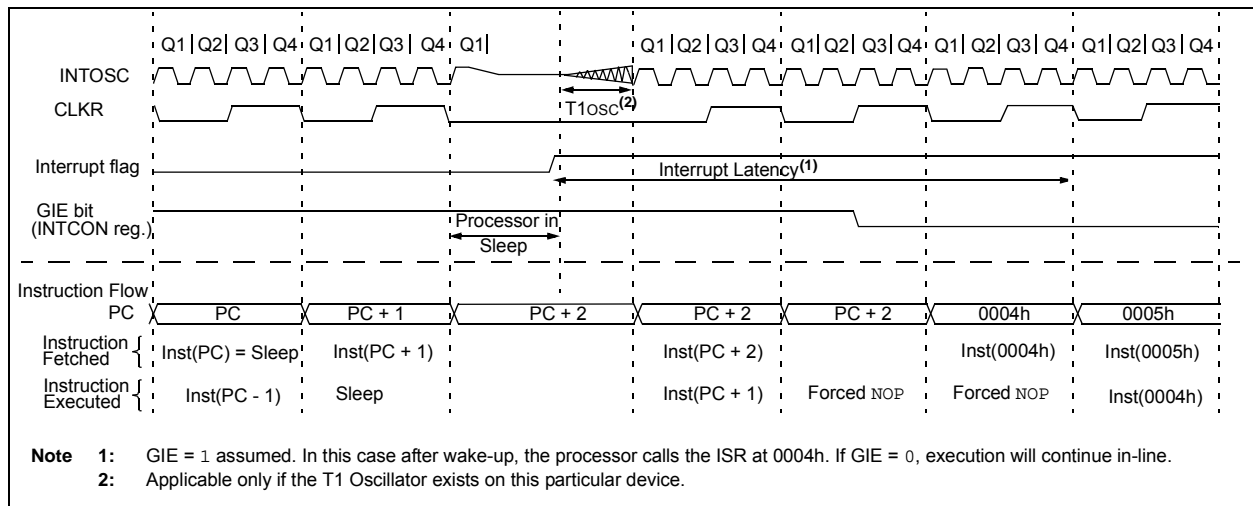 Q1 | Q2 | Q3 | Q4 Q1 | Q2 | Q3 | Q4 Q1 | Q1 | Q2 | Q3 | Q4 Q1 | Q2 | Q3 | Q4 Q1 | Q2 | Q3 | Q4 Q1 | Q2 | Q3 | Q4
INTOSC
CLKR
T1OSC(2)
Interrupt flag
Interrupt Latency(1)
GIE bit
(INTCON reg.)
Processor in
Sleep
Instruction Flow
PC PC PC + 1 PC + 2 PC + 2 PC + 2 0004h 0005h
Instruction
Fetched { Inst(PC) = Sleep Inst(PC + 1) Inst(PC + 2) Inst(0004h) Inst(0005h)
Instruction
Executed { Inst(PC - 1) Sleep Inst(PC + 1) Forced NOP Forced NOP Inst(0004h)
Note 1: GIE = 1 assumed. In this case after wake-up, the processor calls the ISR at 0004h. If GIE = 0, execution will continue in-line.
2: Applicable only if the T1 Oscillator exists on this particular device.